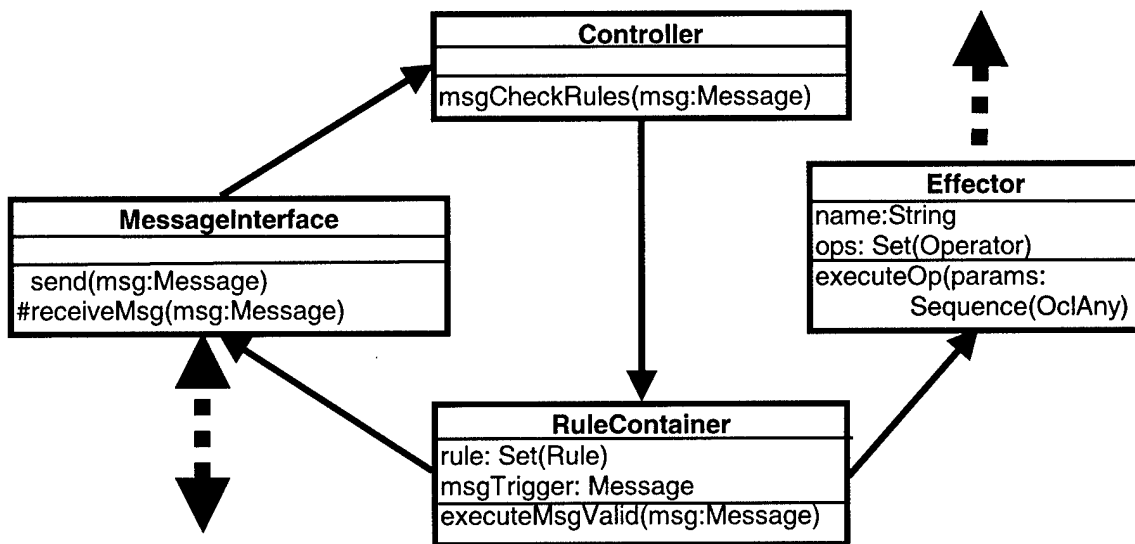 Controller
msgCheckRules(msg:Message)
Effector
name:String
ops: Set(Operator)
executeOp(params:
Sequence(OclAny)
MessageInterface
send(msg:Message)
#receiveMsg(msg:Message)
RuleContainer
rule: Set(Rule)
msgTrigger: Message
executeMsgValid(msg:Message)